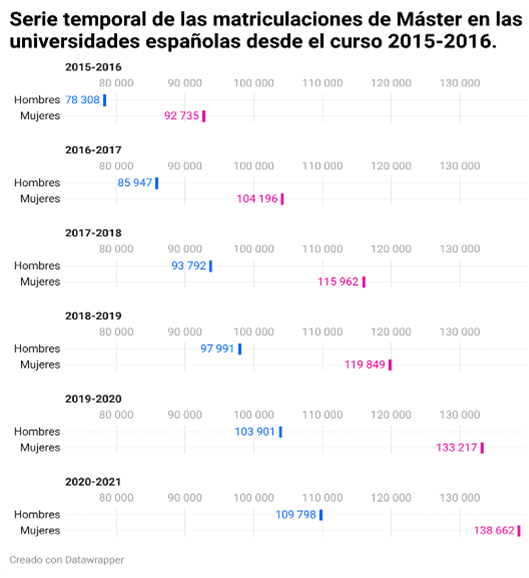 Serie temporal de las matriculaciones de Máster en las
universidades españolas desde el curso 2015-2016.
2015-2016
80 000 90 000 100 000 110 000 120 000 130 000
Hombres 78 308
Mujeres 92 735
2016-2017
80 000 90 000 100 000 110 000 120 000 130 000
Hombres 85 947
Mujeres 104 196
2017-2018
80 000 90 000 100 000 110 000 120 000 130 000
Hombres 93 792
Mujeres 115 962
2018-2019
80 000 90 000 100 000 110 000 120 000 130 000
Hombres 97 991
Mujeres 119 849
2019-2020
80 000 90 000 100 000 110 000 120 000 130 000
Hombres 103 901
Mujeres 133 217
2020-2021
80 000 90 000 100 000 110 000 120 000 130 000
Hombres 109 798
Mujeres 138 662
Creado con Datawrapper